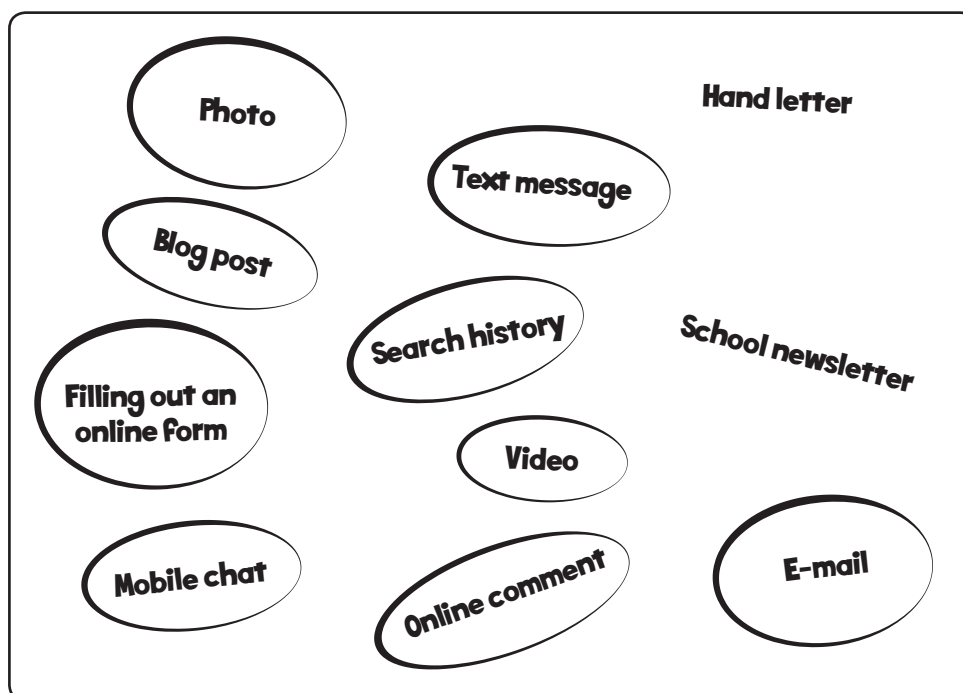 Photo
Hand letter
Text message
Blog post
Search history
School newsletter
Filling out an
online form
Video
Mobile chat
Online comment
E-mail